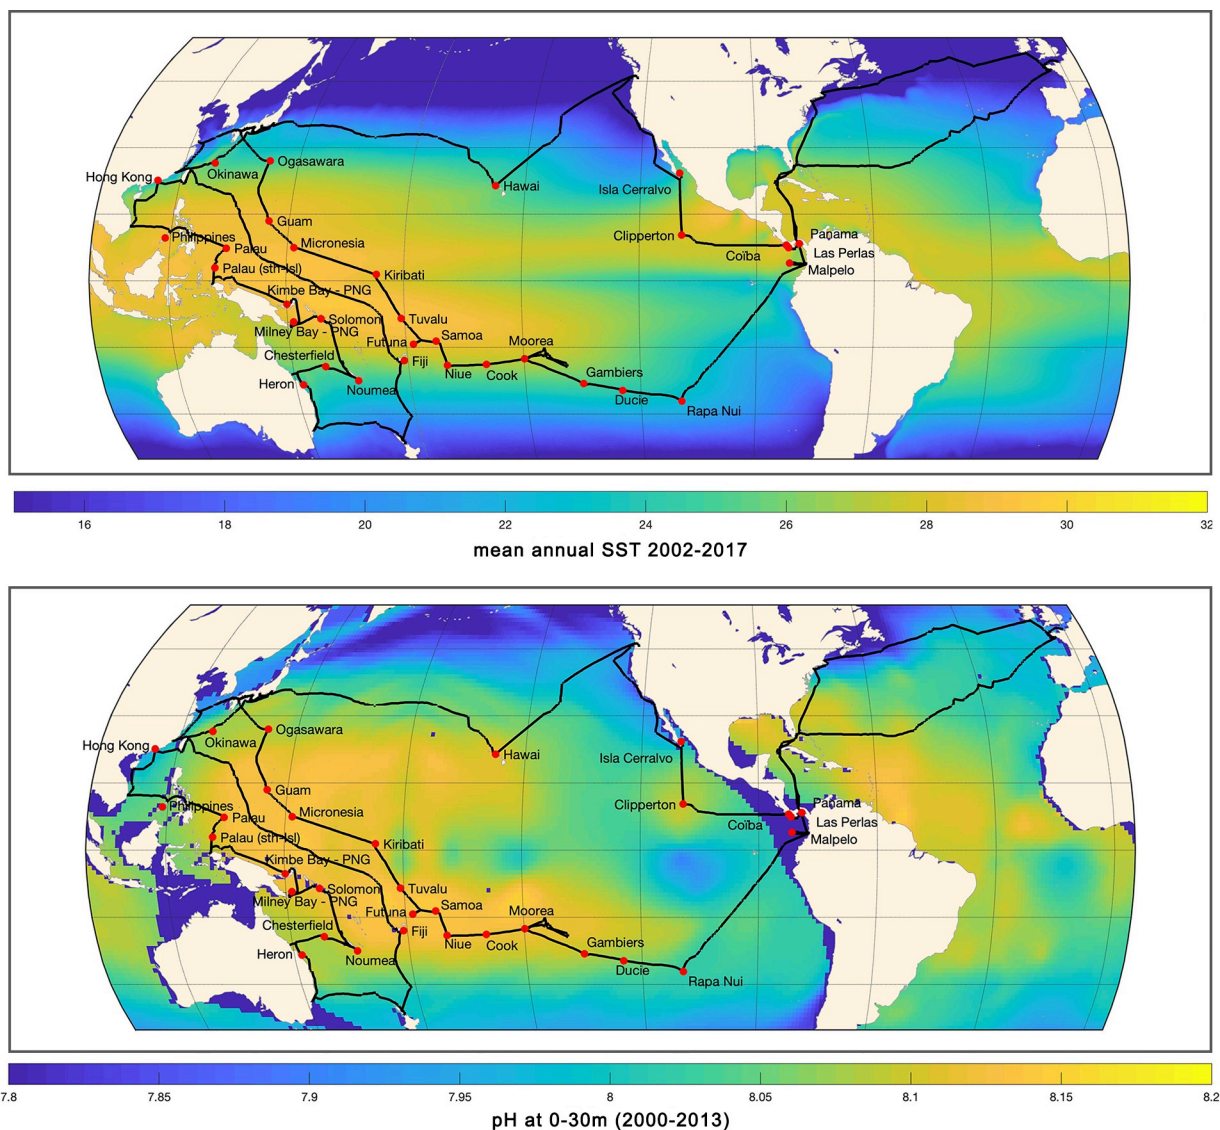 Hong Kong
Okinawa
Ogasawara
Hawai
Isla Cerralvo
Guam
Philippines
Palau
Micronesia
Clipperton
Panama
Coïba
Las Perlas
Malpelo
Palau (sth-Isl)
Kiribati
Kimbe Bay - PNG
Solomon
Milney Bay - PNG
Tuvalu
Futuna
Samoa
Moorea
Chesterfield
Fiji
Niue
Cook
Gambiers
Heron
Noumea
Ducie
Rapa Nui
16 18 20 22 24 26 28 30 32
mean annual SST 2002-2017
Hong Kong
Okinawa
Ogasawara
Hawai
Isla Cerralvo
Guam
Philippines
Palau
Micronesia
Clipperton
Panama
Coïba
Las Perlas
Malpelo
Palau (sth-Isl)
Kiribati
Kimbe Bay - PNG
Solomon
Milney Bay - PNG
Tuvalu
Futuna
Samoa
Moorea
Chesterfield
Fiji
Niue
Cook
Gambiers
Heron
Noumea
Ducie
Rapa Nui
7.8 7.85 7.9 7.95 8 8.05 8.1 8.15 8.2
pH at 0-30m (2000-2013)